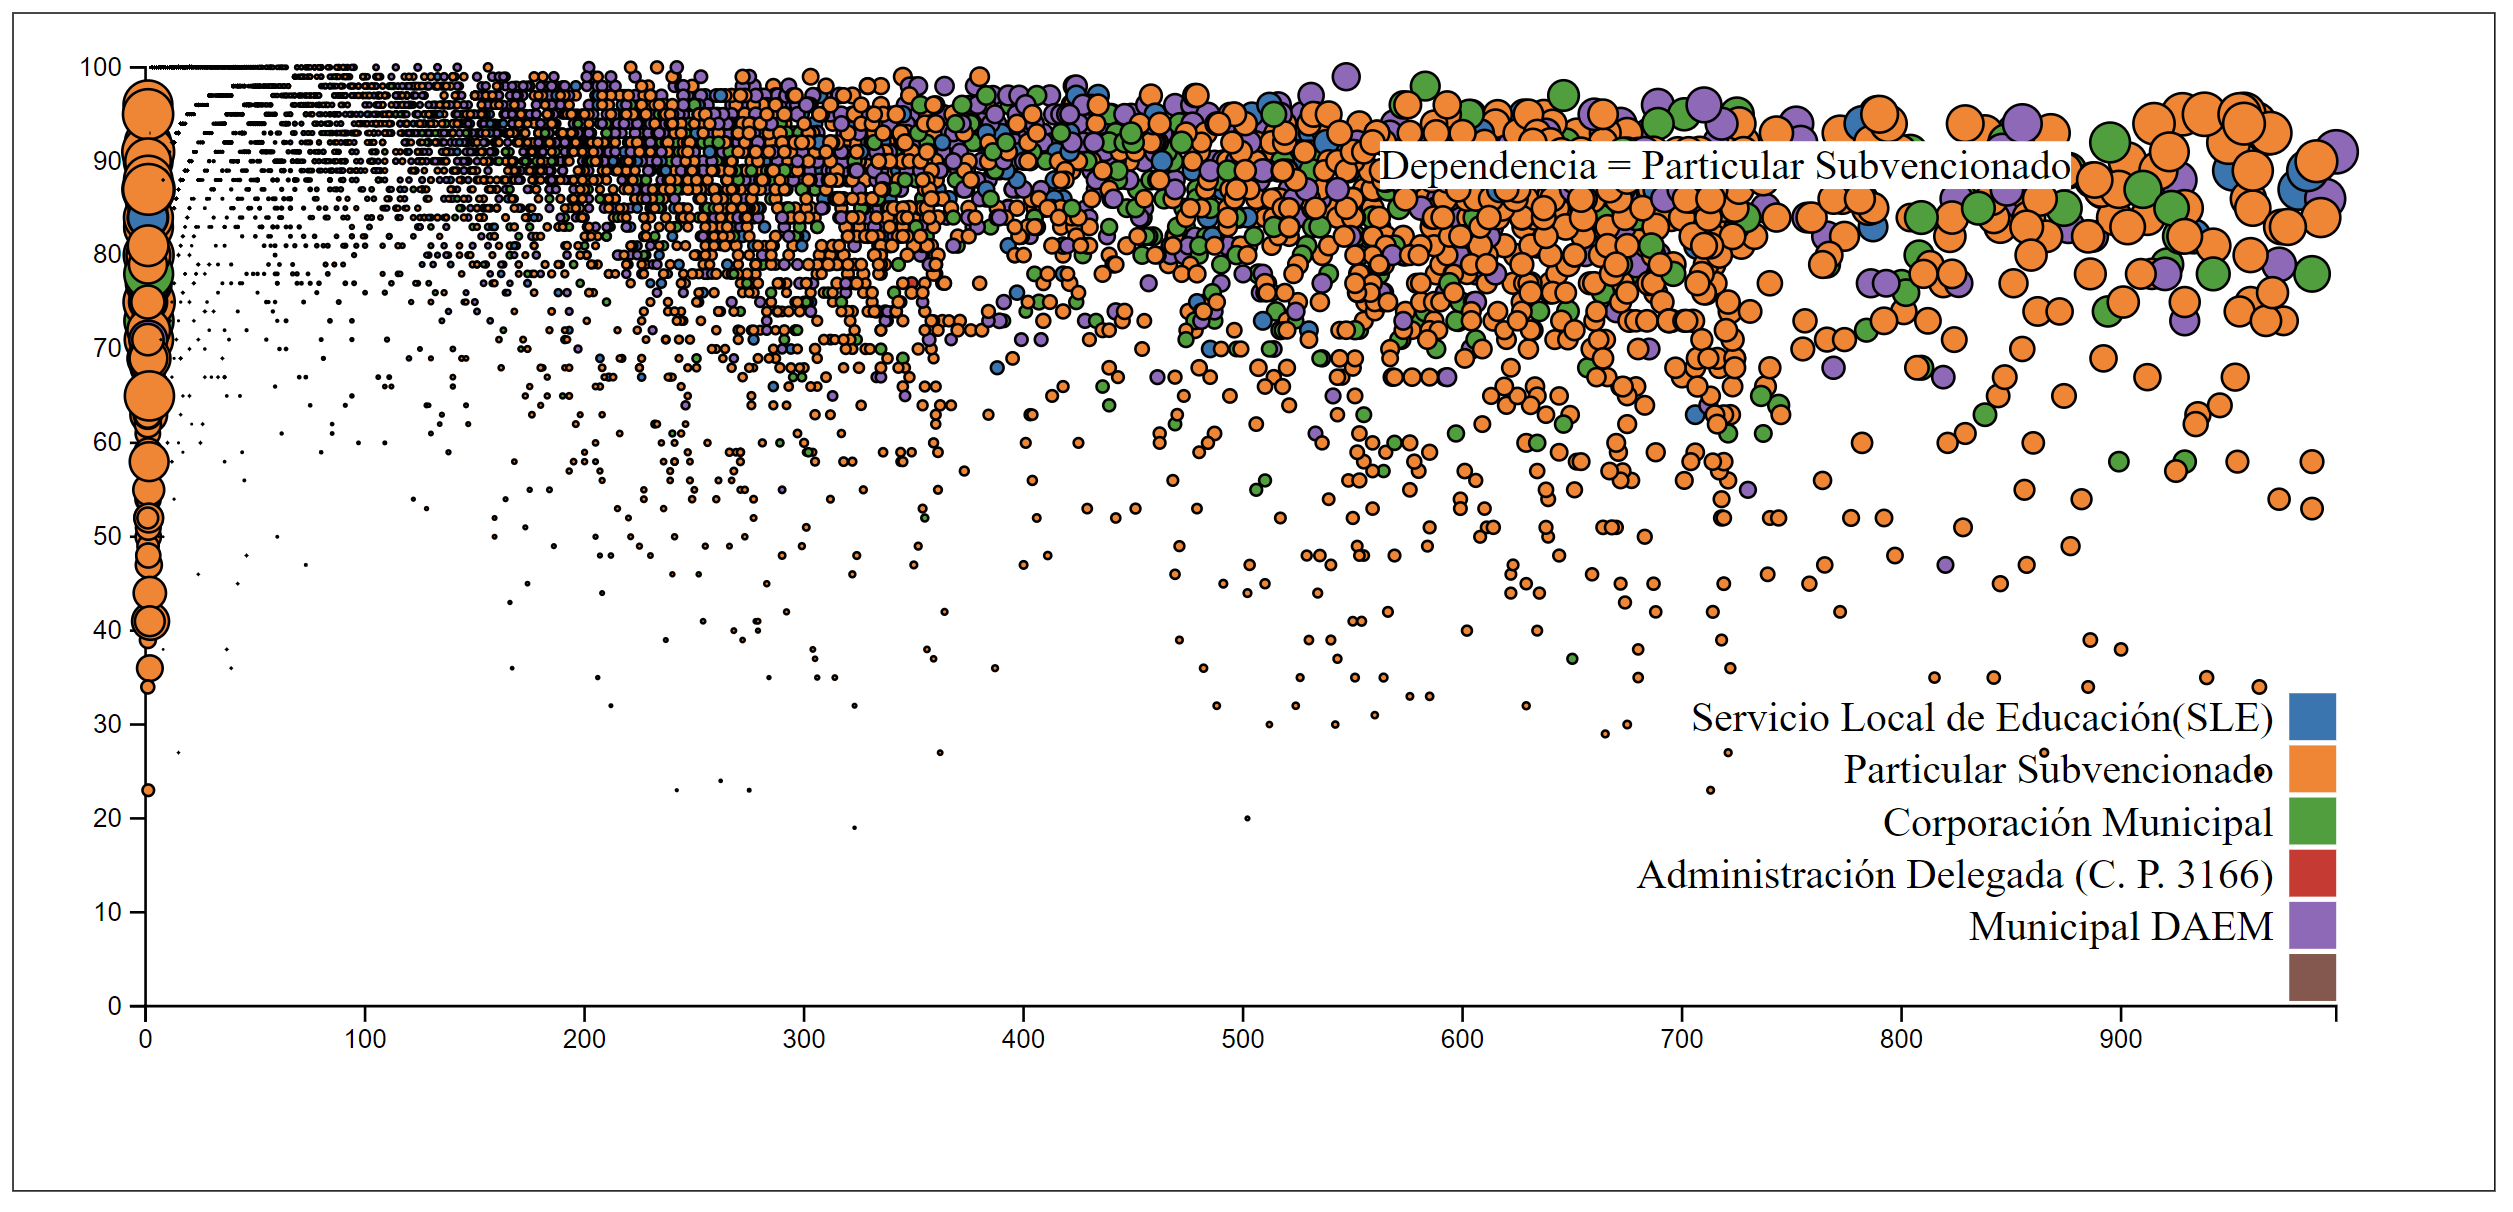 100
90
80
70
60
50
40
30
20
10
0
0 100 200 300 400 500 600 700 800 900
Dependencia = Particular Subvencionado
Servicio Local de Educación(SLE)
Particular Subvencionado
Corporación Municipal
Administración Delegada (C. P. 3166)
Municipal DAEM